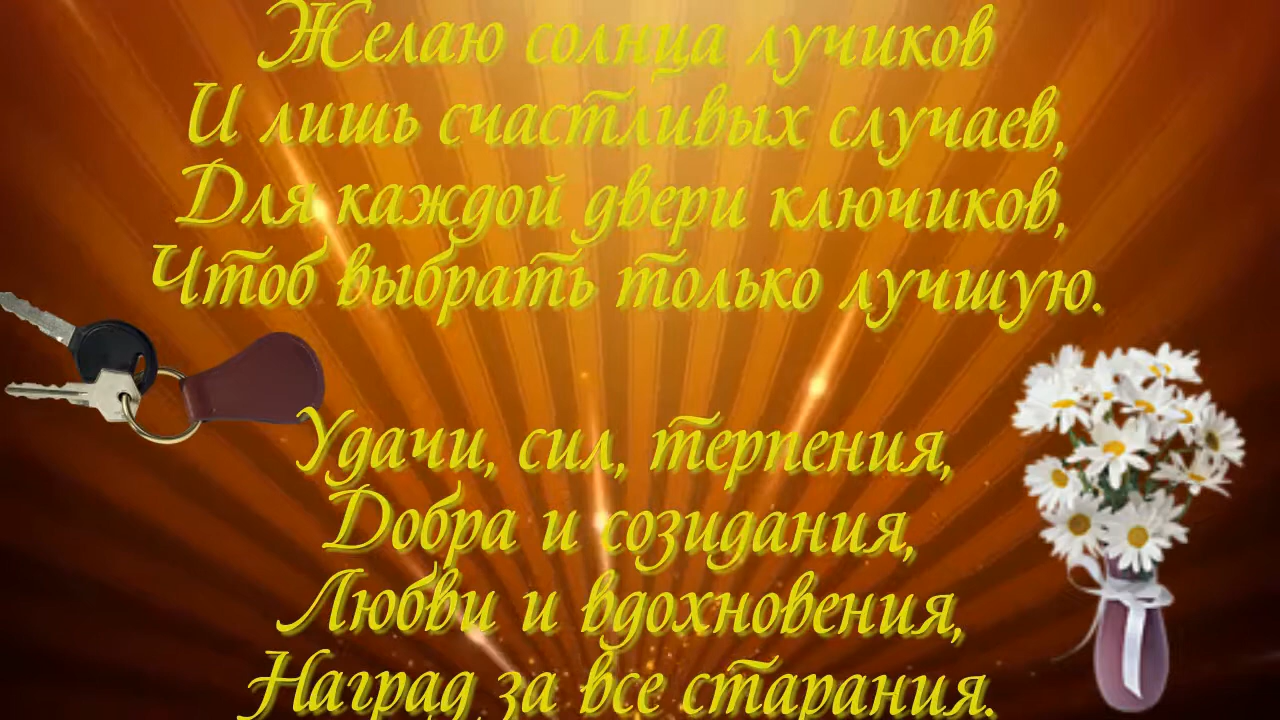 Желаю солнца лучиков
И лишь счастливых случаев,
Для каждой двери ключиков,
Чтоб выбрать только лучшую.
Удачи, сил, терпения,
Добра и созидания,
Любви и вдохновения,
Наград за все старания.